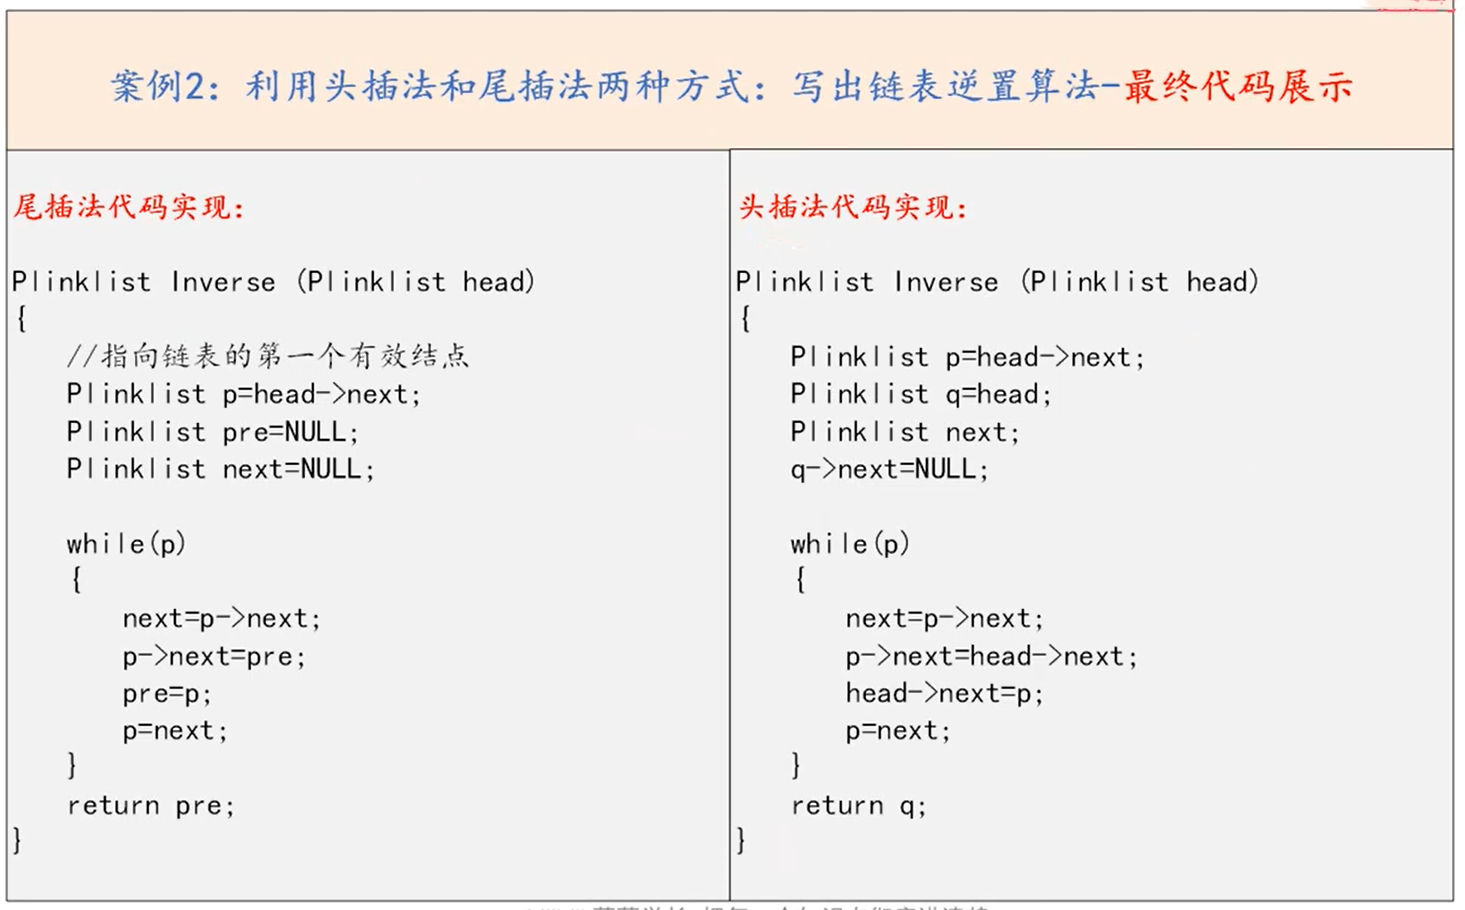 案例2：利用头插法和尾插法两种方式：写出链表逆置算法-最终代码展示
尾插法代码实现：
Plinklist Inverse (Plinklist head)
{
//指向链表的第一个有效结点
Plinklist p=head->next;
Plinklist pre=NULL;
Plinklist next=NULL;
while(p)
{
next=p->next;
p->next=pre;
pre=p;
p=next;
}
return pre;
}
头插法代码实现：
Plinklist Inverse (Plinklist head)
{
Plinklist p=head->next;
Plinklist q=head;
Plinklist next;
q->next=NULL;
while(p)
{
next=p->next;
p->next=head->next;
head->next=p;
p=next;
}
return q;
}